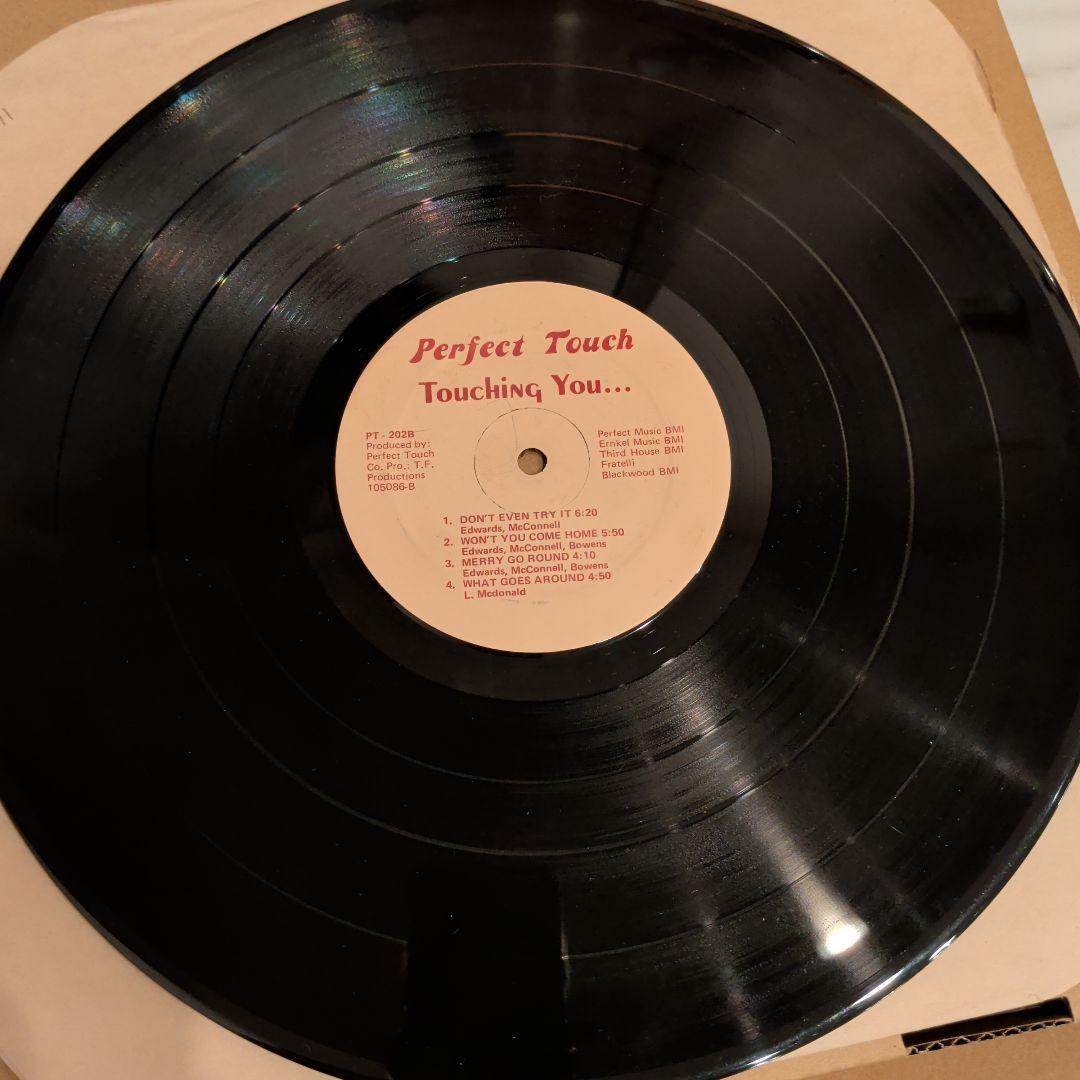 Perfect Touch
Touching You...
PT - 202B
Produced by:
Perfect Touch
Co. Pro.: T.F.
Productions
105086-B
Perfect Music BMI
Ernkel Music BMI
Third House BMI
Fratelli
Blackwood BMI
1. DON'T EVEN TRY IT 6:20
Edwards, McConnell
2. WON'T YOU COME HOME 5:50
Edwards, McConnell, Bowens
3. MERRY GO ROUND 4:10
Edwards, McConnell, Bowens
4. WHAT GOES AROUND 4:50
L. Mcdonald